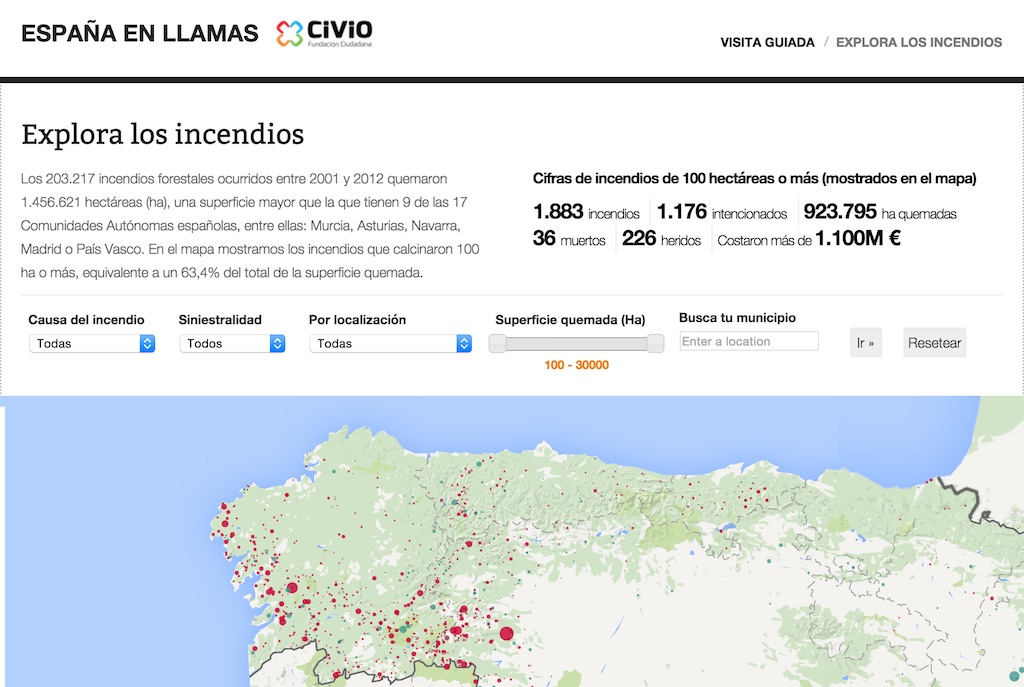 ESPAÑA EN LLAMAS
CiViO
Fundación Ciudadana
VISITA GUIADA / EXPLORA LOS INCENDIOS
Explora los incendios
Los 203.217 incendios forestales ocurridos entre 2001 y 2012 quemaron
1.456.621 hectáreas (ha), una superficie mayor que la que tienen 9 de las 17
Comunidades Autónomas españolas, entre ellas: Murcia, Asturias, Navarra,
Madrid o País Vasco. En el mapa mostramos los incendios que calcinaron 100
ha o más, equivalente a un 63,4% del total de la superficie quemada.
Cifras de incendios de 100 hectáreas o más (mostrados en el mapa)
1.883 incendios 1.176 intencionados 923.795 ha quemadas
36 muertos 226 heridos Costaron más de 1.100M €
Causa del incendio
Todas
Siniestralidad
Todos
Por localización
Todas
Superficie quemada (Ha)
100 - 30000
Busca tu municipio
Enter a location
Ir »
Resetear